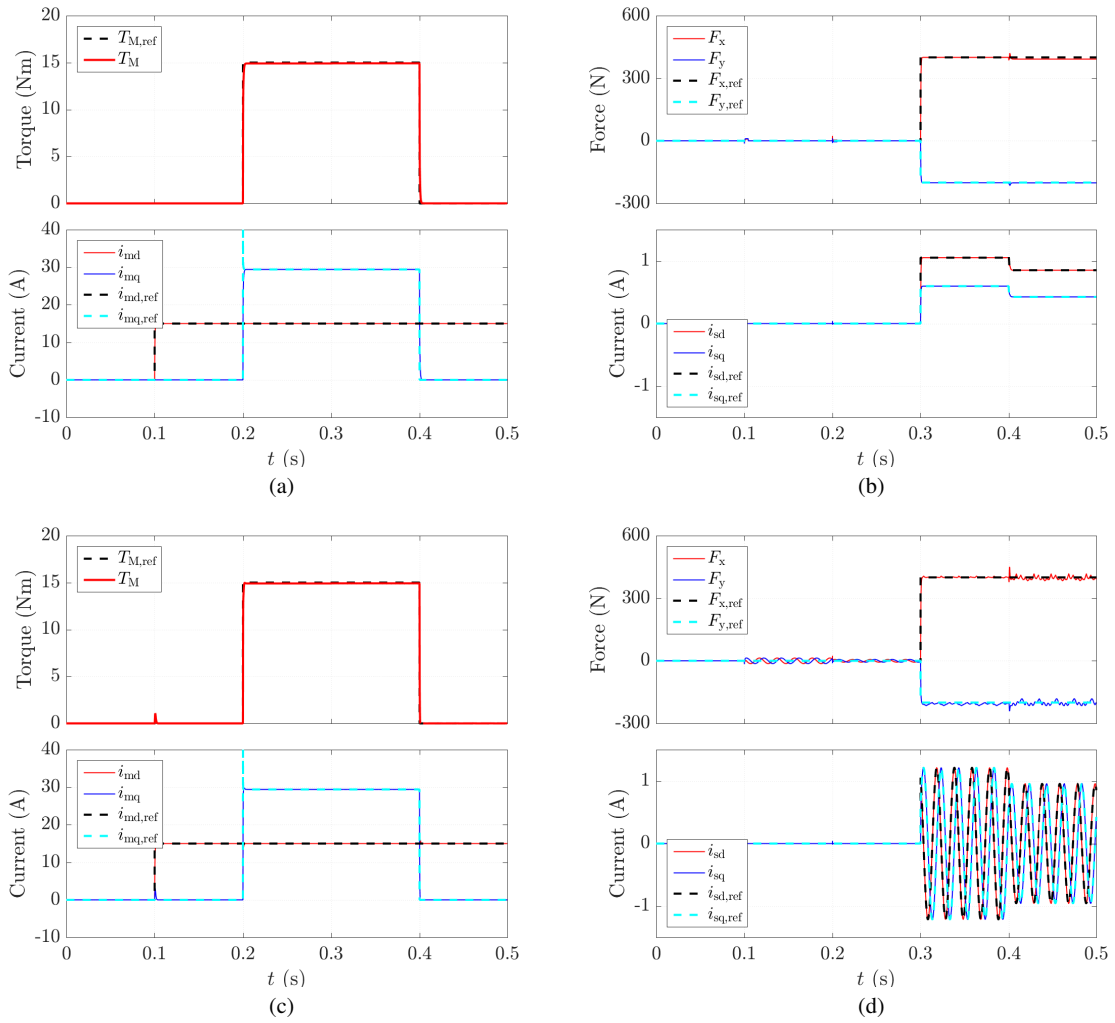 20
15
10
5
0
Torque (Nm)
T_M,ref
T_M
40
30
20
10
0
-10
Current (A)
i_md
i_mq
i_md,ref
i_mq,ref
0 0.1 0.2 0.3 0.4 0.5
t (s)
(a)
600
300
0
-300
Force (N)
F_x
F_y
F_x,ref
F_y,ref
1
0
-1
Current (A)
i_sd
i_sq
i_sd,ref
i_sq,ref
0 0.1 0.2 0.3 0.4 0.5
t (s)
(b)
20
15
10
5
0
Torque (Nm)
T_M,ref
T_M
40
30
20
10
0
-10
Current (A)
i_md
i_mq
i_md,ref
i_mq,ref
0 0.1 0.2 0.3 0.4 0.5
t (s)
(c)
600
300
0
-300
Force (N)
F_x
F_y
F_x,ref
F_y,ref
1
0
-1
Current (A)
i_sd
i_sq
i_sd,ref
i_sq,ref
0 0.1 0.2 0.3 0.4 0.5
t (s)
(d)